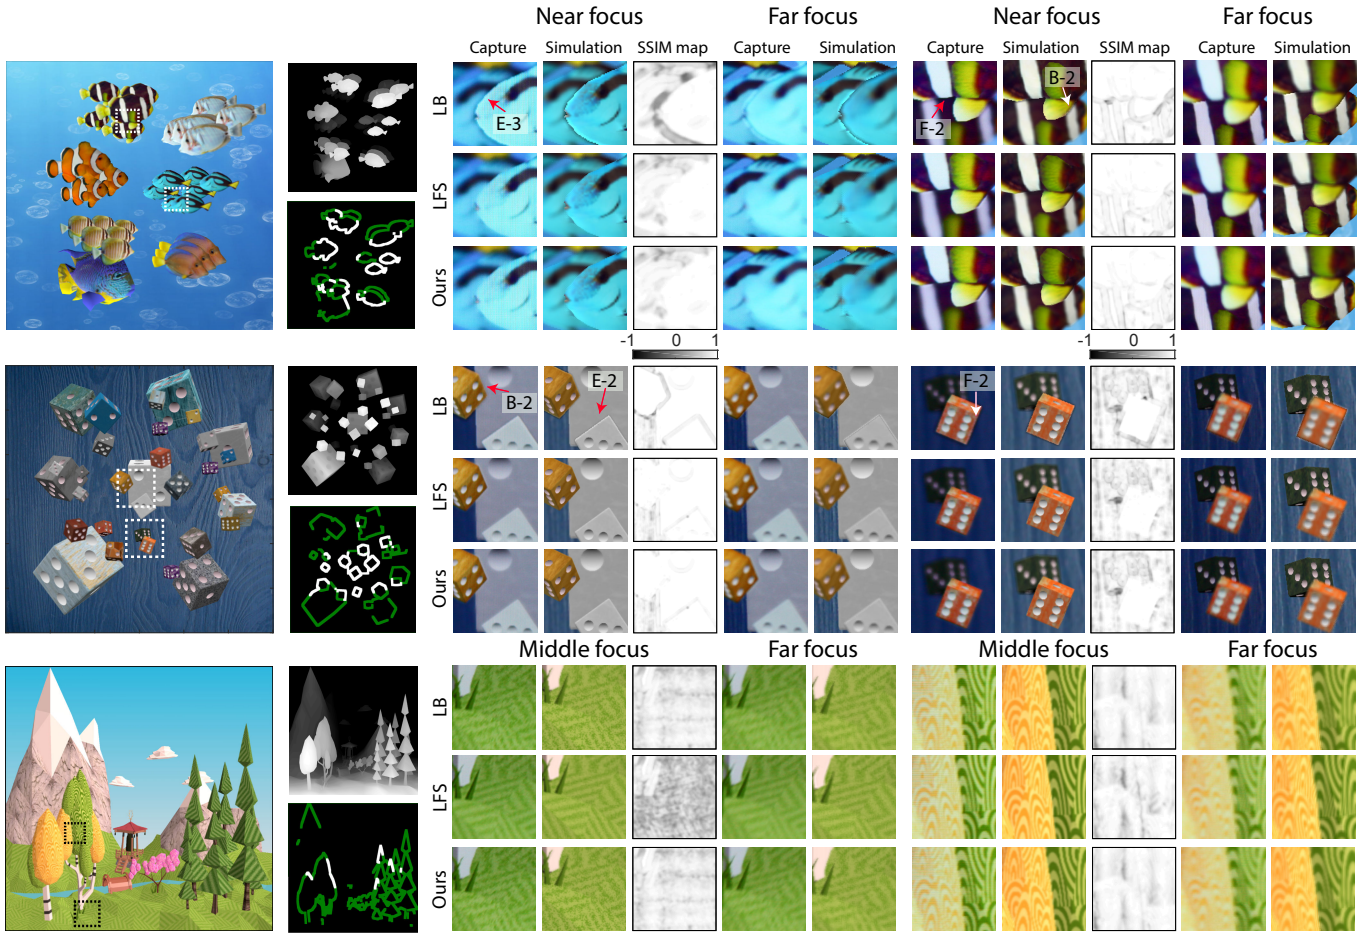 Near focus Far focus Near focus Far focus
Capture Simulation SSIM map Capture Simulation Capture Simulation SSIM map Capture Simulation
LB E-3 F-2 B-2
LFS
Ours
-1 0 1 -1 0 1
LB B-2 E-2 F-2
LFS
Ours
Middle focus Far focus Middle focus Far focus
LB
LFS
Ours